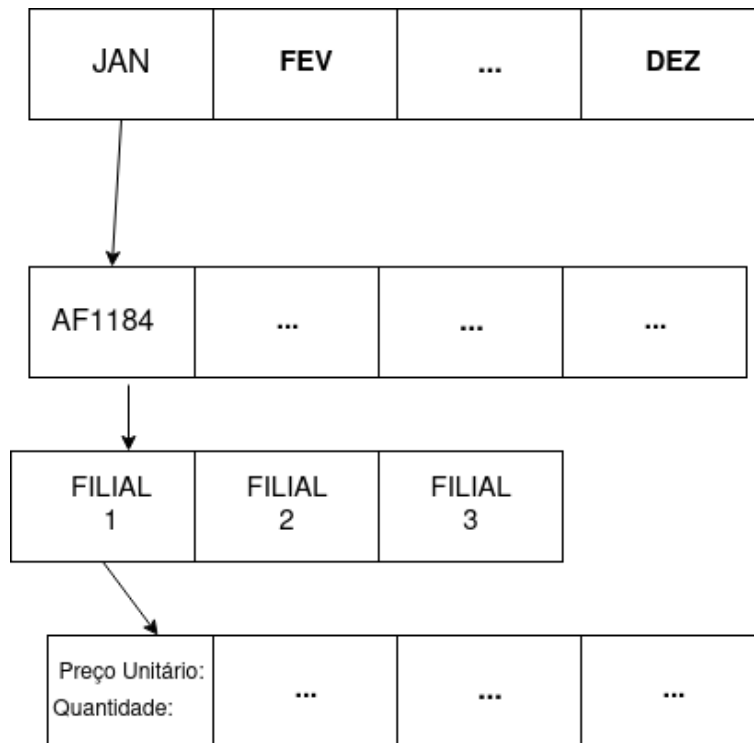 JAN FEV ... DEZ
AF1184 ... ... ...
FILIAL FILIAL FILIAL
1 2 3
Preço Unitário: ... ... ...
Quantidade: